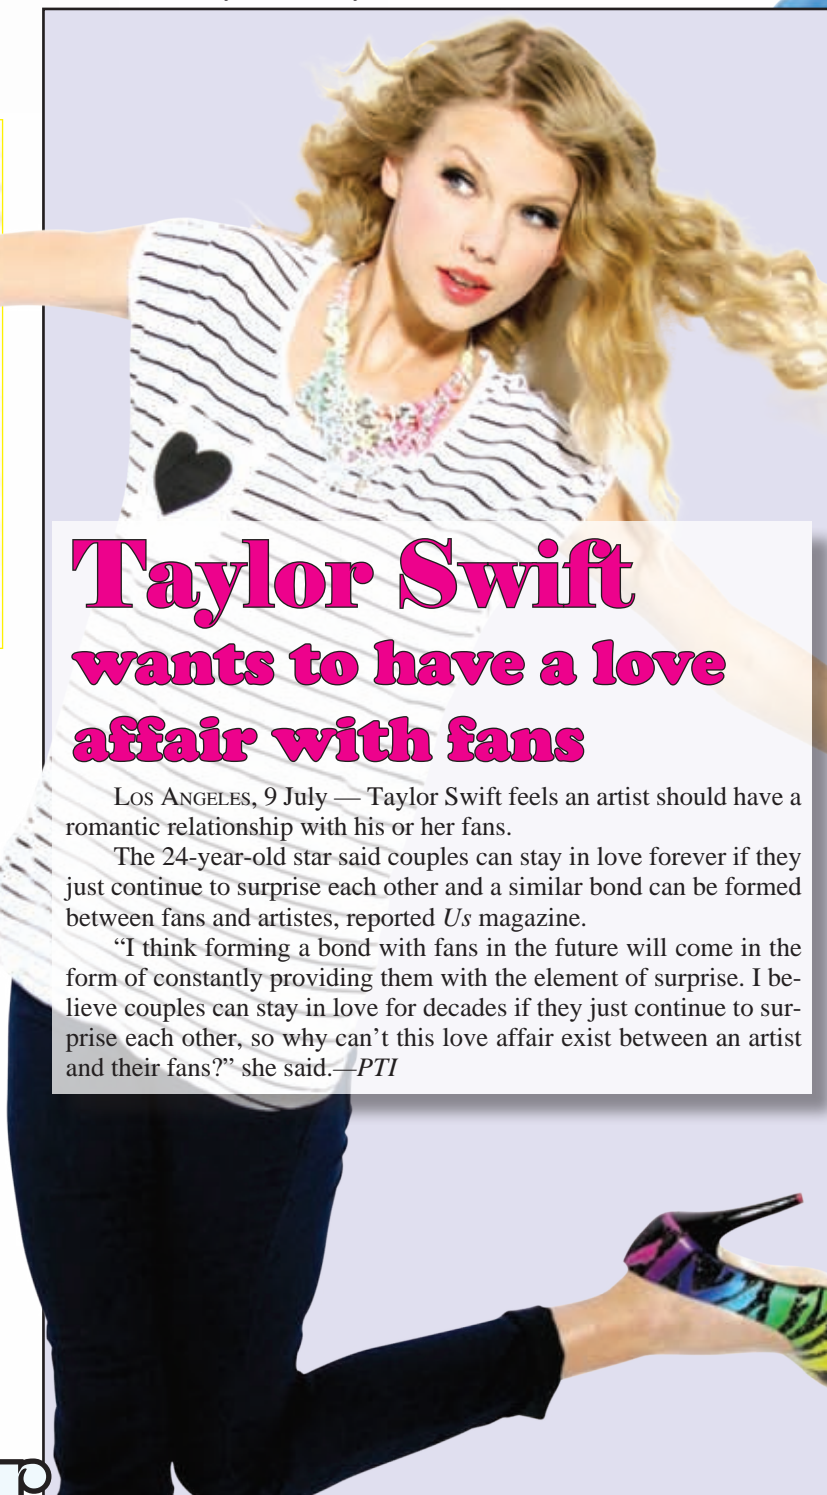 Taylor Swift
wants to have a love
affair with fans
LOS ANGELES, 9 July — Taylor Swift feels an artist should have a
romantic relationship with his or her fans.
The 24-year-old star said couples can stay in love forever if they
just continue to surprise each other and a similar bond can be formed
between fans and artistes, reported Us magazine.
“I think forming a bond with fans in the future will come in the
form of constantly providing them with the element of surprise. I be-
lieve couples can stay in love for decades if they just continue to sur-
prise each other, so why can’t this love affair exist between an artist
and their fans?” she said.—PTI